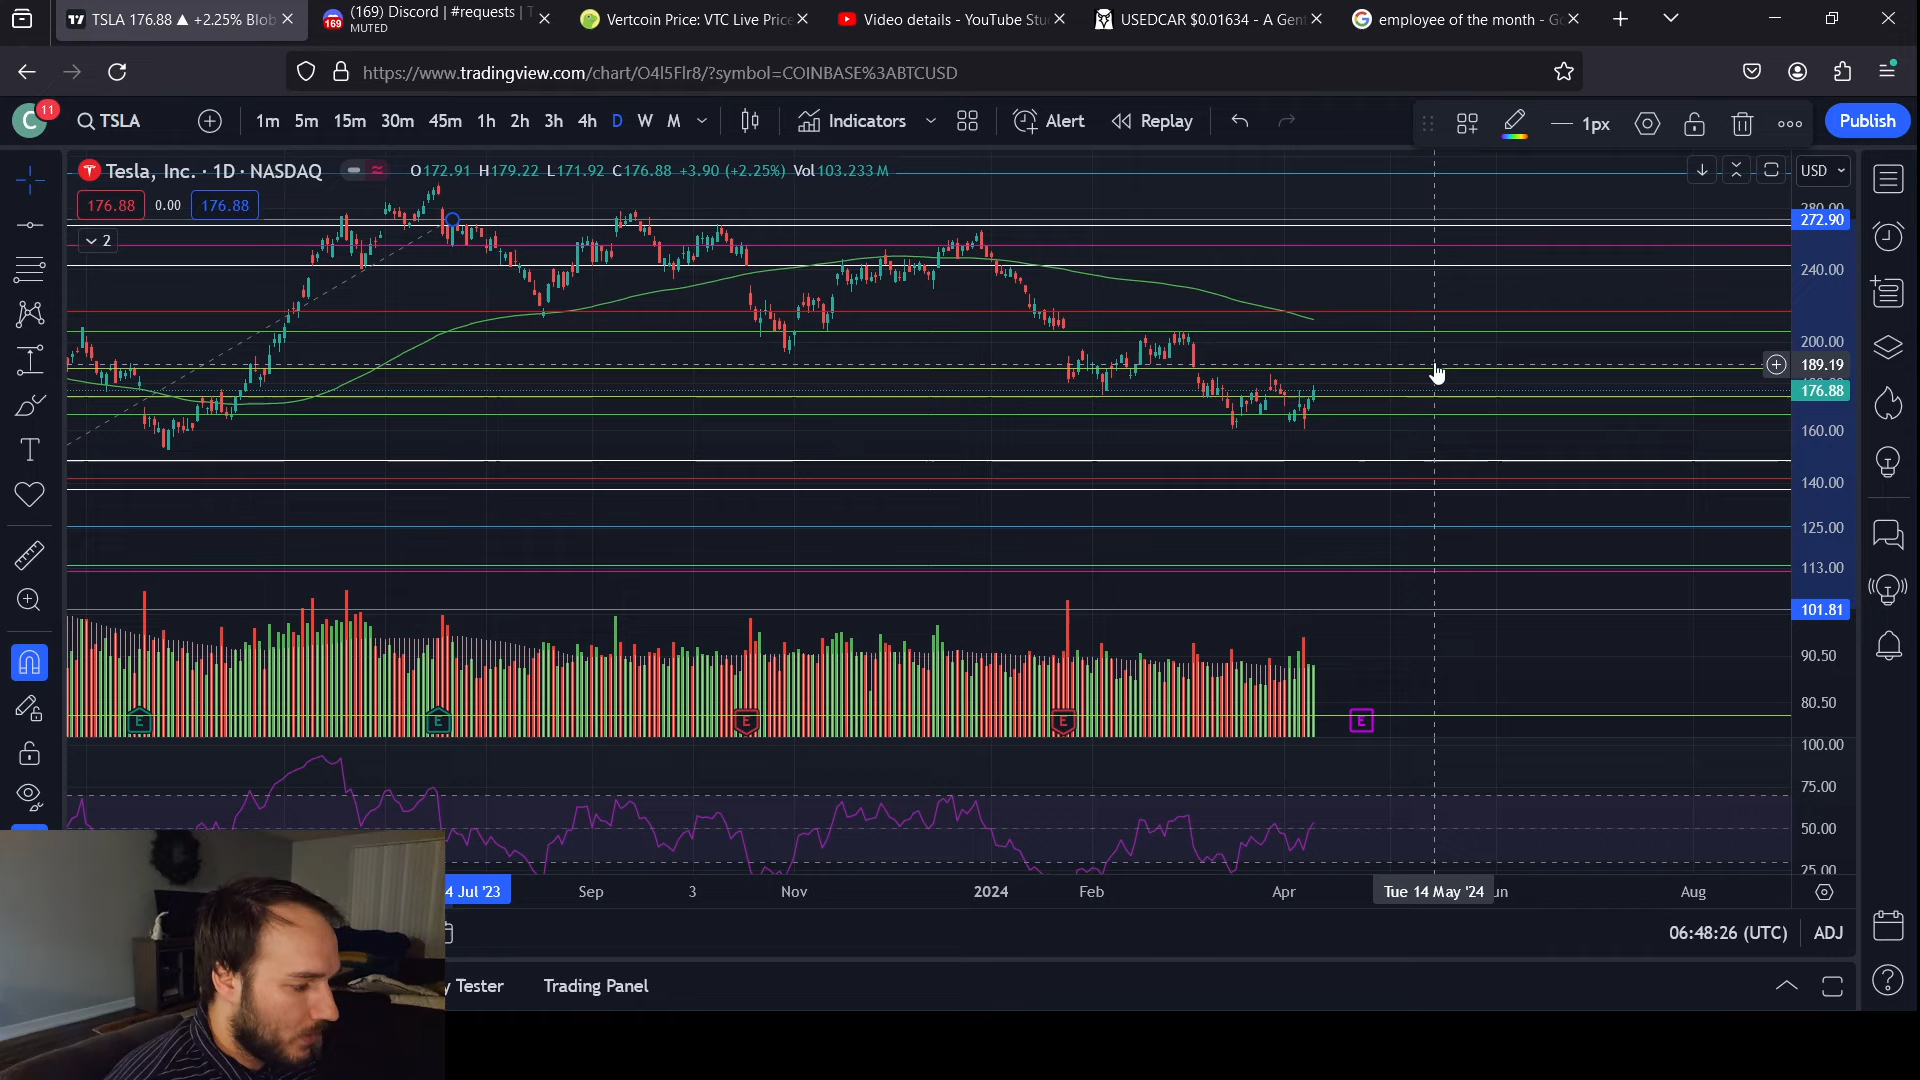 TSLA 176.88 ▲ +2.25% Blob
169
(169) Discord | #requests | T
MUTED
Vertcoin Price: VTC Live Price
Video details - YouTube Stu
USEDCAR $0.01634 - A Gen
employee of the month - Go
https://www.tradingview.com/chart/O4l5Flr8/?symbol=COINBASE%3ABTCUSD
C
11
TSLA
1m
5m
15m
30m
45m
1h
2h
3h
4h
D
W
M
Indicators
Alert
Replay
1px
Publish
Tesla, Inc. · 1D · NASDAQ
O172.91 H179.22 L171.92 C176.88 +3.90 (+2.25%) Vol103.233 M
USD
176.88
0.00
176.88
2
272.90
240.00
200.00
189.19
176.88
160.00
140.00
125.00
113.00
101.81
90.50
80.50
E
E
E
E
E
100.00
75.00
50.00
25.00
4 Jul '23
Sep
3
Nov
2024
Feb
Apr
Tue 14 May '24
un
Aug
06:48:26 (UTC)
ADJ
y Tester
Trading Panel